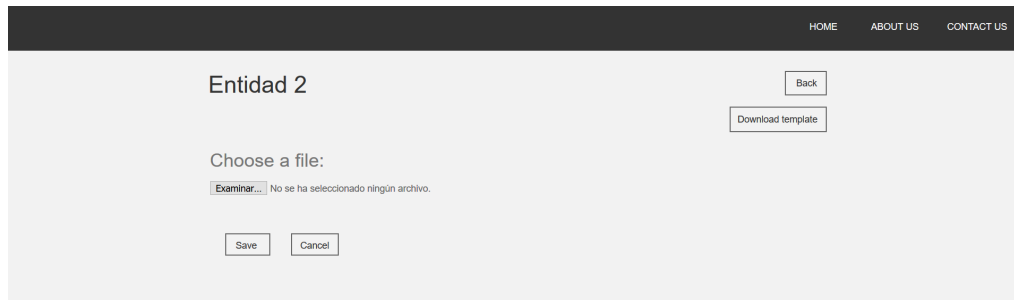 HOME ABOUT US CONTACT US
Entidad 2
Back
Download template
Choose a file:
Examinar... No se ha seleccionado ningún archivo.
Save Cancel